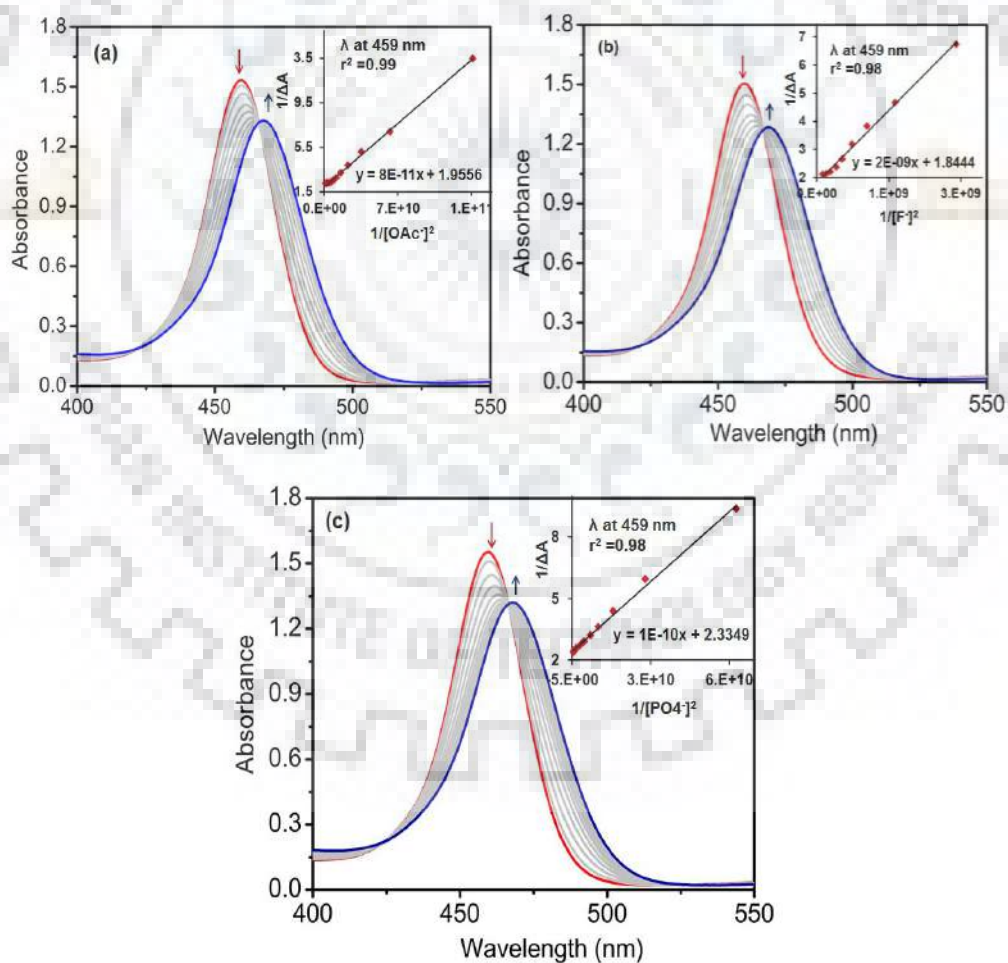 (a)
λ at 459 nm
r² =0.99
1/ΔA
3.5
9.5
5.5
1.5
y = 8E-11x + 1.9556
0.E+00 7.E+10 1.E+11
1/[OAc-]²
1.8
1.5
1.2
0.9
0.6
0.3
0.0
Absorbance
400 450 500 550
Wavelength (nm)
(b)
λ at 459 nm
r² =0.98
1/ΔA
7
6
4
2
0
y = 2E-09x + 1.8444
0.E+00 1.E+09 3.E+09
1/[F-]²
1.8
1.5
1.2
0.9
0.6
0.3
0.0
Absorbance
400 450 500 550
Wavelength (nm)
(c)
λ at 459 nm
r² =0.98
1/ΔA
8
5
2
y = 1E-10x + 2.3349
5.E+00 3.E+10 6.E+10
1/[PO4-]²
1.8
1.5
1.2
0.9
0.6
0.3
0.0
Absorbance
400 450 500 550
Wavelength (nm)